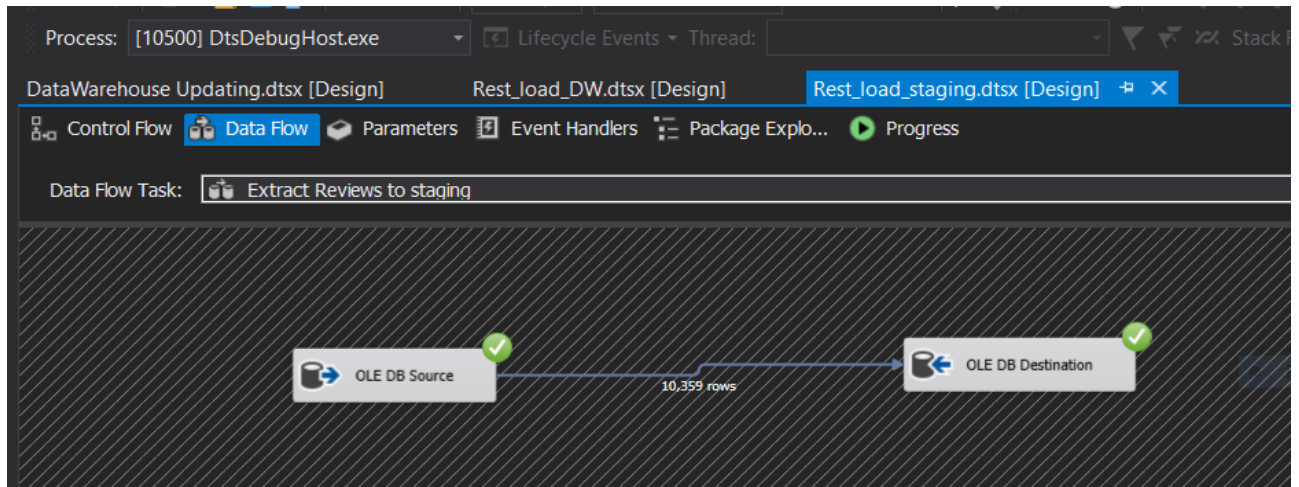 Process: [10500] DtsDebugHost.exe Lifecycle Events Thread: Stack F
DataWarehouse Updating.dtsx [Design] Rest_load_DW.dtsx [Design] Rest_load_staging.dtsx [Design]
Control Flow Data Flow Parameters Event Handlers Package Explo... Progress
Data Flow Task: Extract Reviews to staging
OLE DB Source 10,359 rows OLE DB Destination